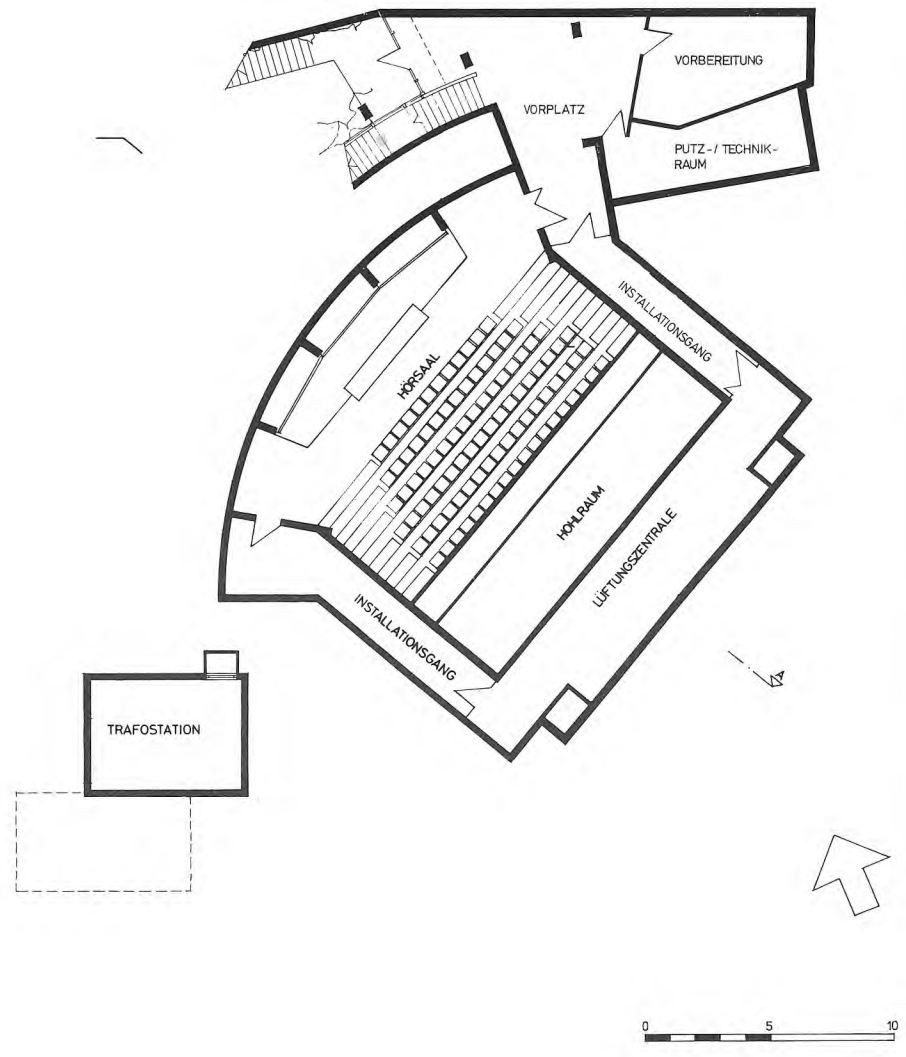 VORBEREITUNG
VORPLATZ
PUTZ-/ TECHNIK-
RAUM
INSTALLATIONSGANG
HÖRSAAL
HOHLRAUM
LÜFTUNGSZENTRALE
INSTALLATIONSGANG
A
TRAFOSTATION
0 5 10